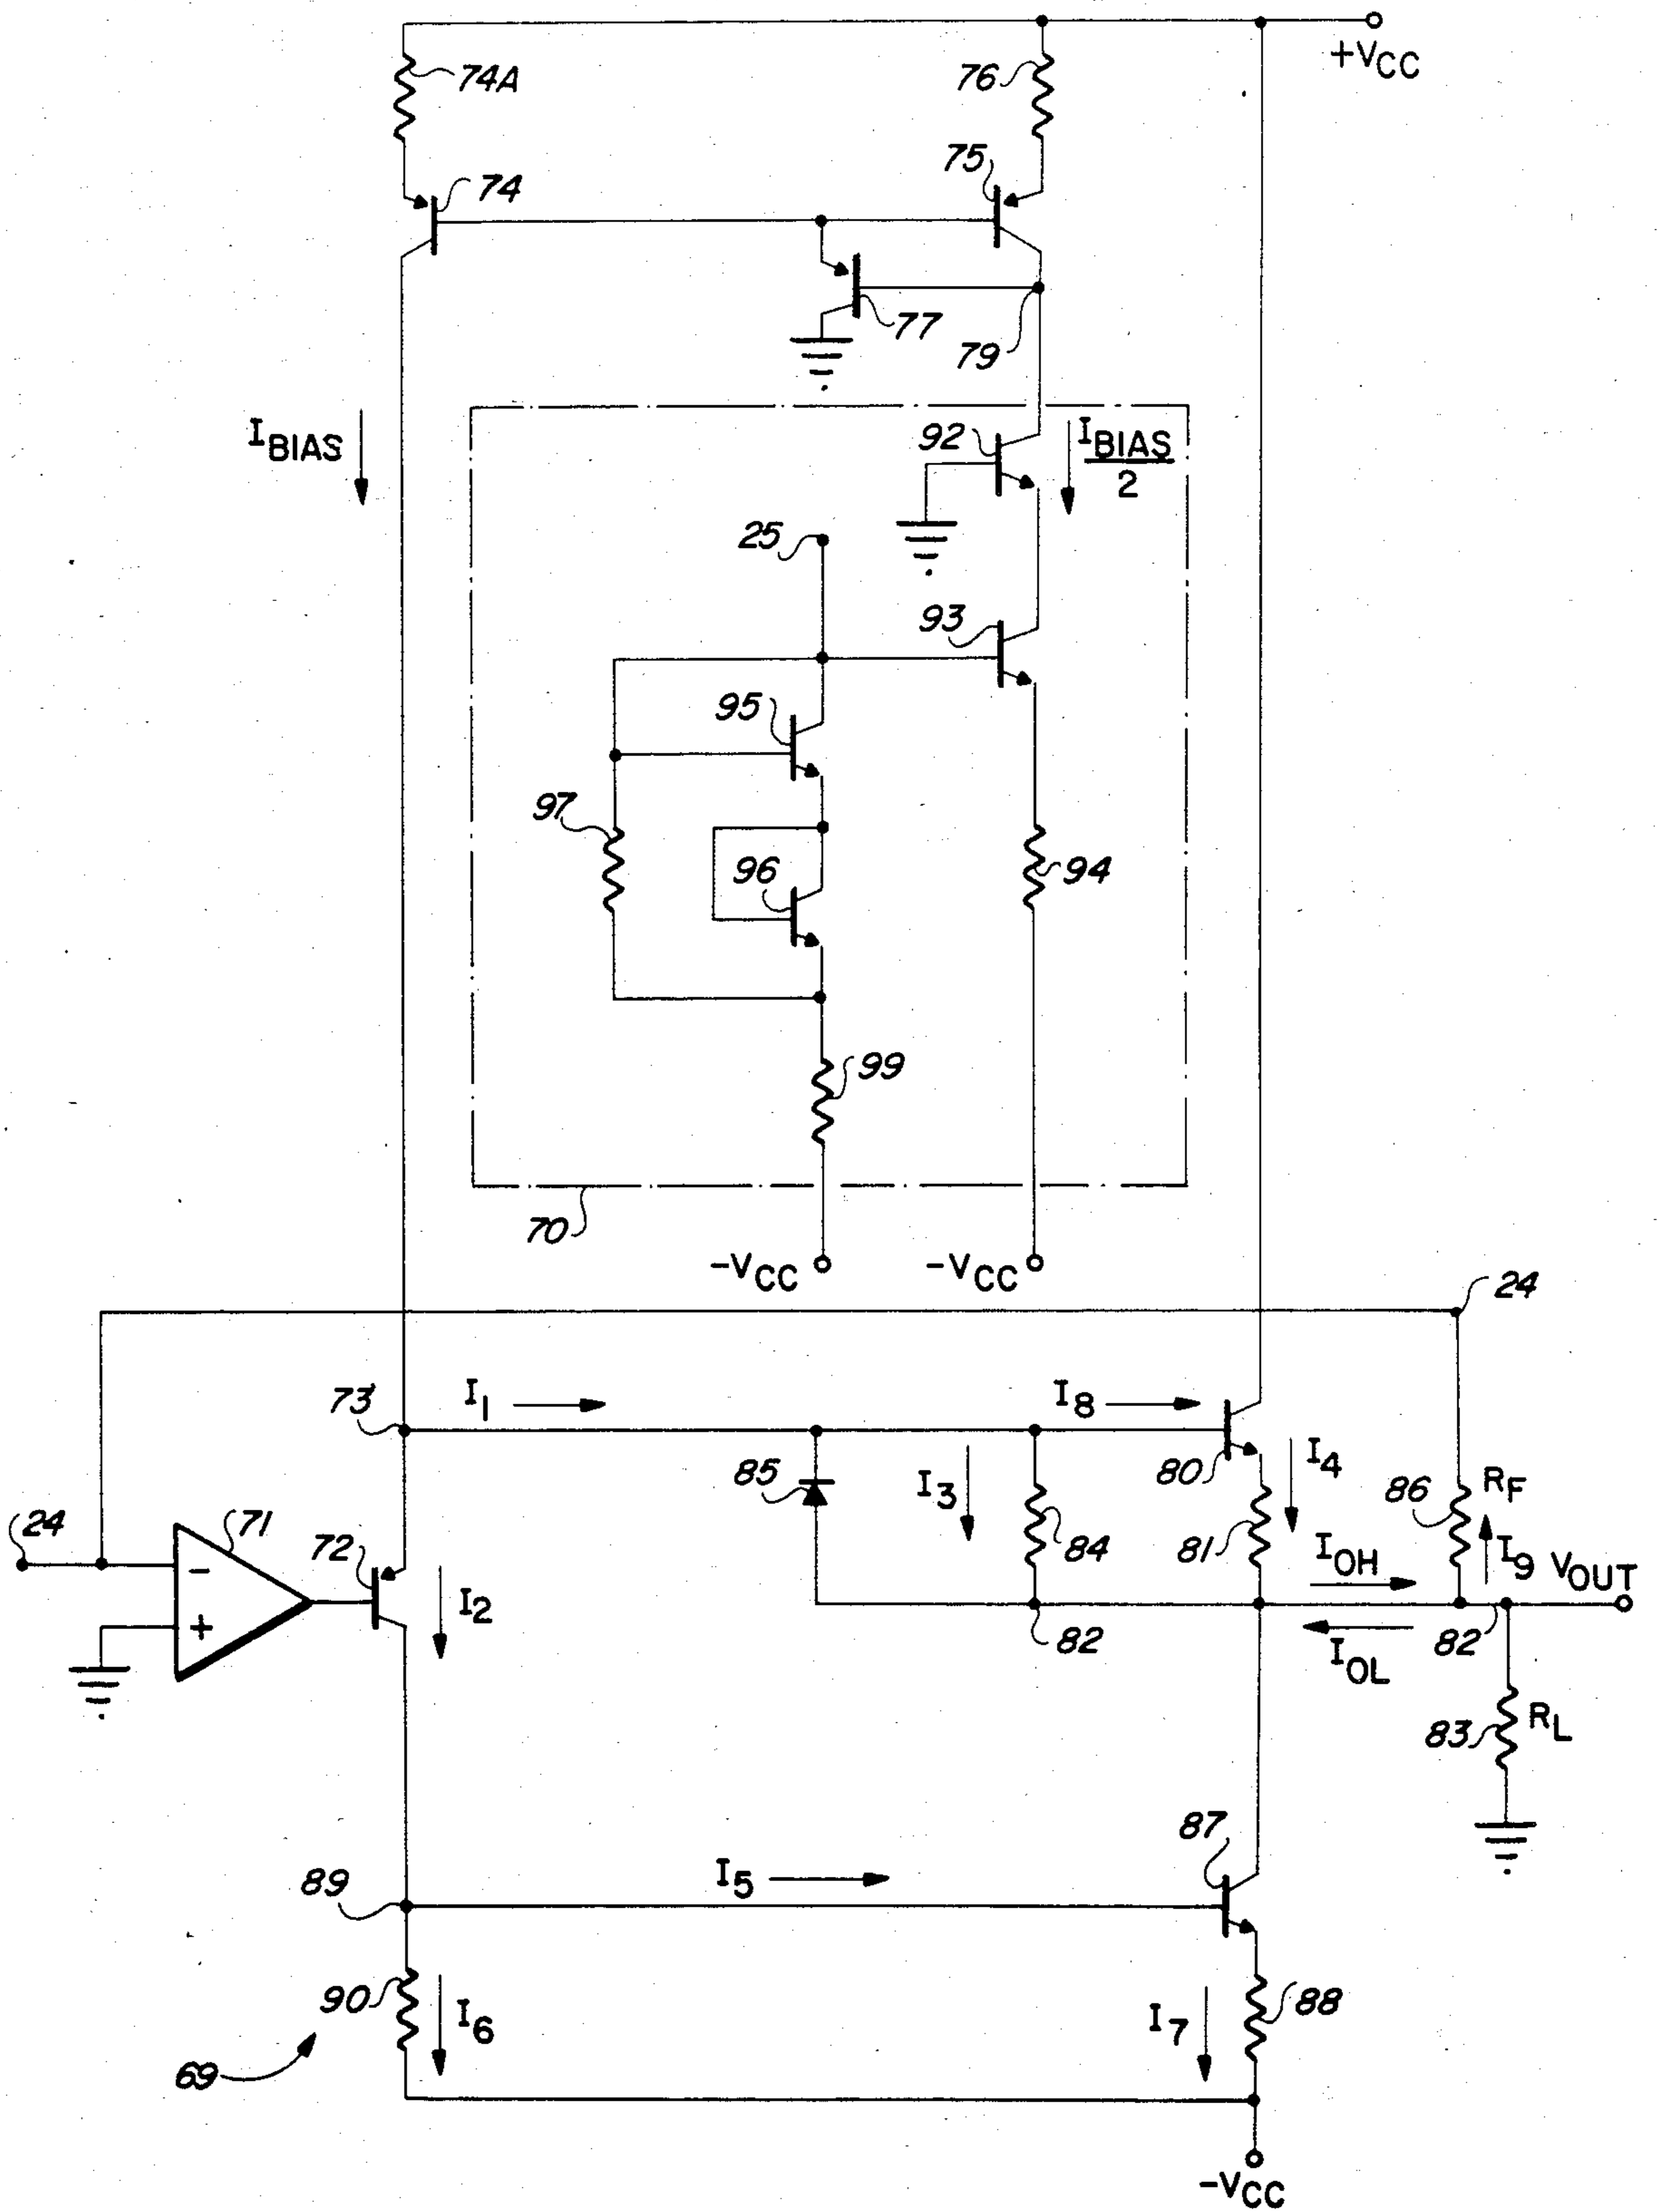 74A
76
+VCC
75
74
77
79
IBIAS
92
IBIAS
2
25
93
95
97
96
94
99
70
-VCC
-VCC
24
73
I1
I8
85
I3
80
I4
86
RF
24
71
72
84
81
IOH
I9
VOUT
-
+
I2
82
82
IOL
83
RL
87
I5
89
90
I6
I7
88
69
-VCC